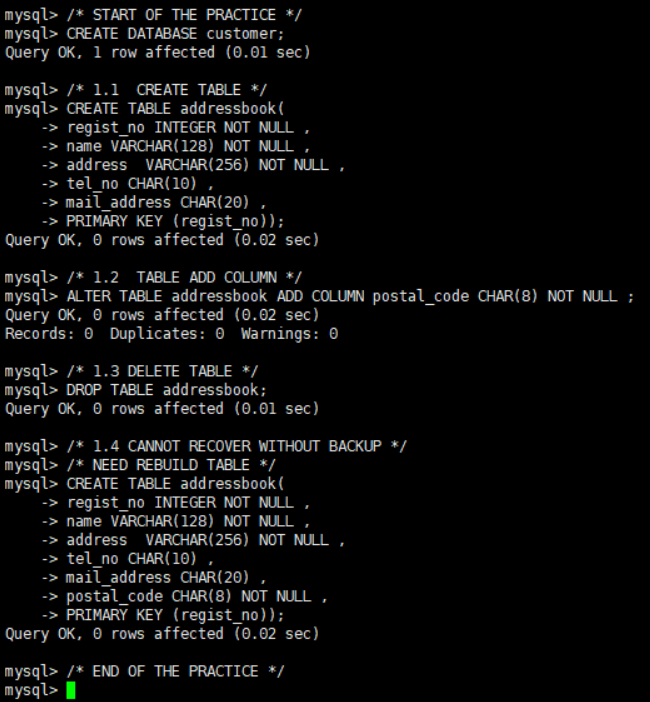 mysql> /* START OF THE PRACTICE */
mysql> CREATE DATABASE customer;
Query OK, 1 row affected (0.01 sec)
mysql> /* 1.1  CREATE TABLE */
mysql> CREATE TABLE addressbook(
    -> regist_no INTEGER NOT NULL ,
    -> name VARCHAR(128) NOT NULL ,
    -> address  VARCHAR(256) NOT NULL ,
    -> tel_no CHAR(10) ,
    -> mail_address CHAR(20) ,
    -> PRIMARY KEY (regist_no));
Query OK, 0 rows affected (0.02 sec)
mysql> /* 1.2  TABLE ADD COLUMN */
mysql> ALTER TABLE addressbook ADD COLUMN postal_code CHAR(8) NOT NULL ;
Query OK, 0 rows affected (0.02 sec)
Records: 0  Duplicates: 0  Warnings: 0
mysql> /* 1.3 DELETE TABLE */
mysql> DROP TABLE addressbook;
Query OK, 0 rows affected (0.01 sec)
mysql> /* 1.4 CANNOT RECOVER WITHOUT BACKUP */
mysql> /* NEED REBUILD TABLE */
mysql> CREATE TABLE addressbook(
    -> regist_no INTEGER NOT NULL ,
    -> name VARCHAR(128) NOT NULL ,
    -> address  VARCHAR(256) NOT NULL ,
    -> tel_no CHAR(10) ,
    -> mail_address CHAR(20) ,
    -> postal_code CHAR(8) NOT NULL ,
    -> PRIMARY KEY (regist_no));
Query OK, 0 rows affected (0.02 sec)
mysql> /* END OF THE PRACTICE */
mysql>